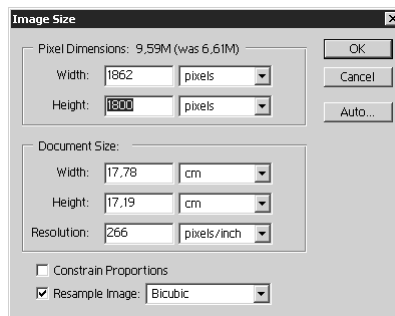 Image Size
Pixel Dimensions: 9,59M (was 6,61M)
OK
Width: 1862 pixels
Cancel
Height: 1800 pixels
Auto...
Document Size:
Width: 17,78 cm
Height: 17,19 cm
Resolution: 266 pixels/inch
Constrain Proportions
Resample Image: Bicubic